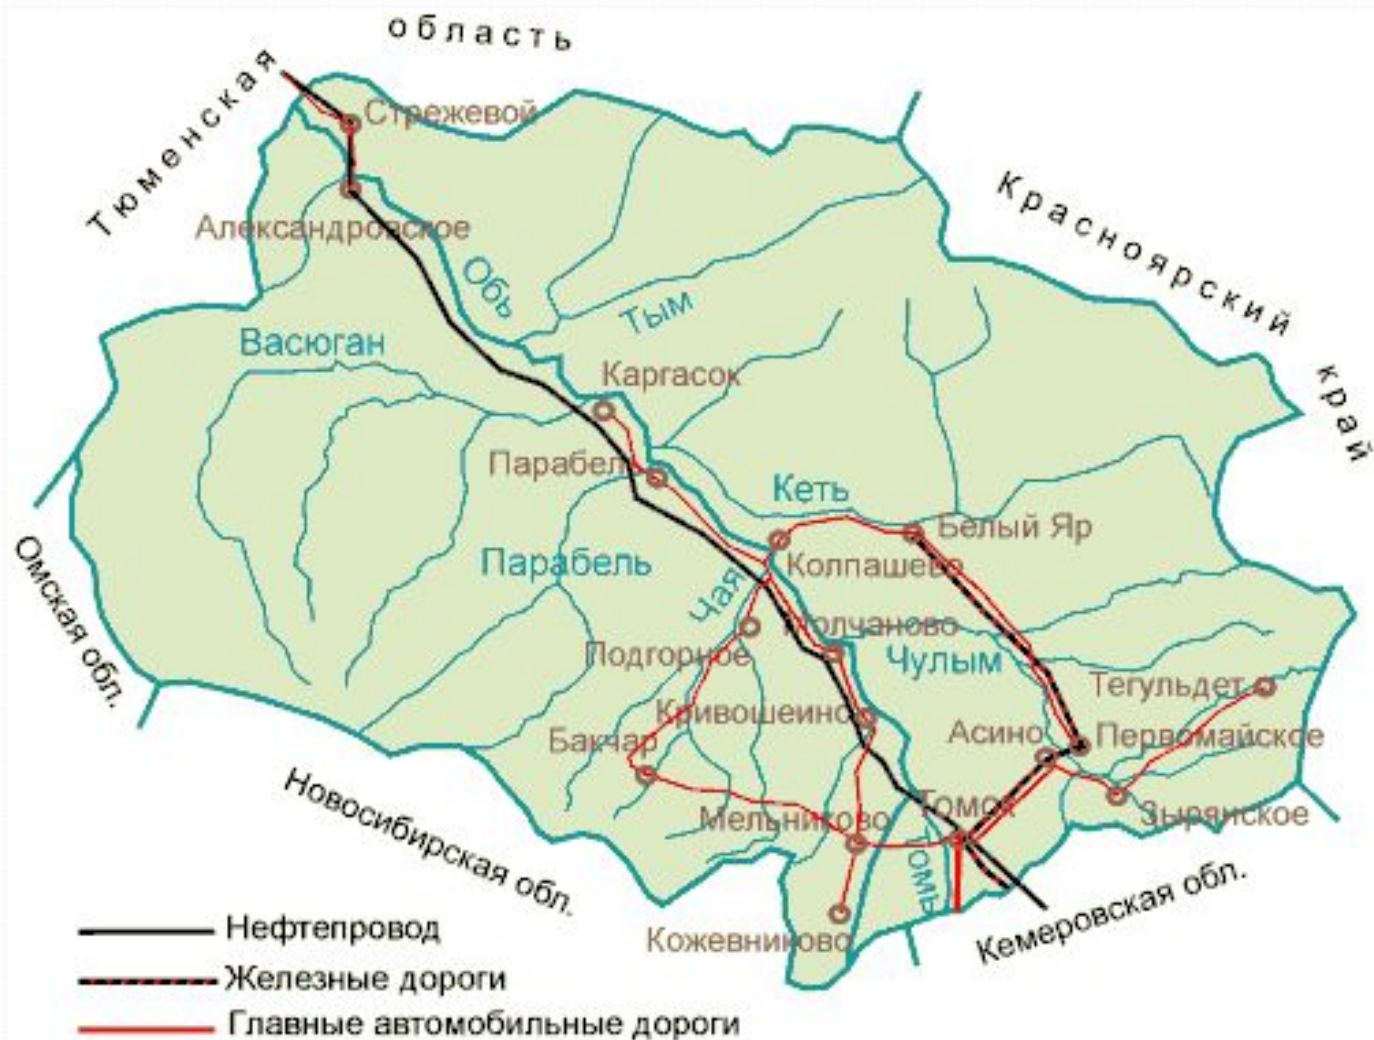 область
Тюменская
Стрежевой
Александровское
Красноярский
край
Обь
Тым
Васюган
Каргасок
Парабель
Кеть
Белый Яр
Колпашево
Парабель
Чая
Молчаново
Омская обл.
Подгорное
Чулым
Тегульдет
Кривошеино
Асино
Первомайское
Бакчар
Новосибирская обл.
Мельниково
Томск
Зырянское
Томь
Кемеровская обл.
Кожевниково
Нефтепровод
Железные дороги
Главные автомобильные дороги